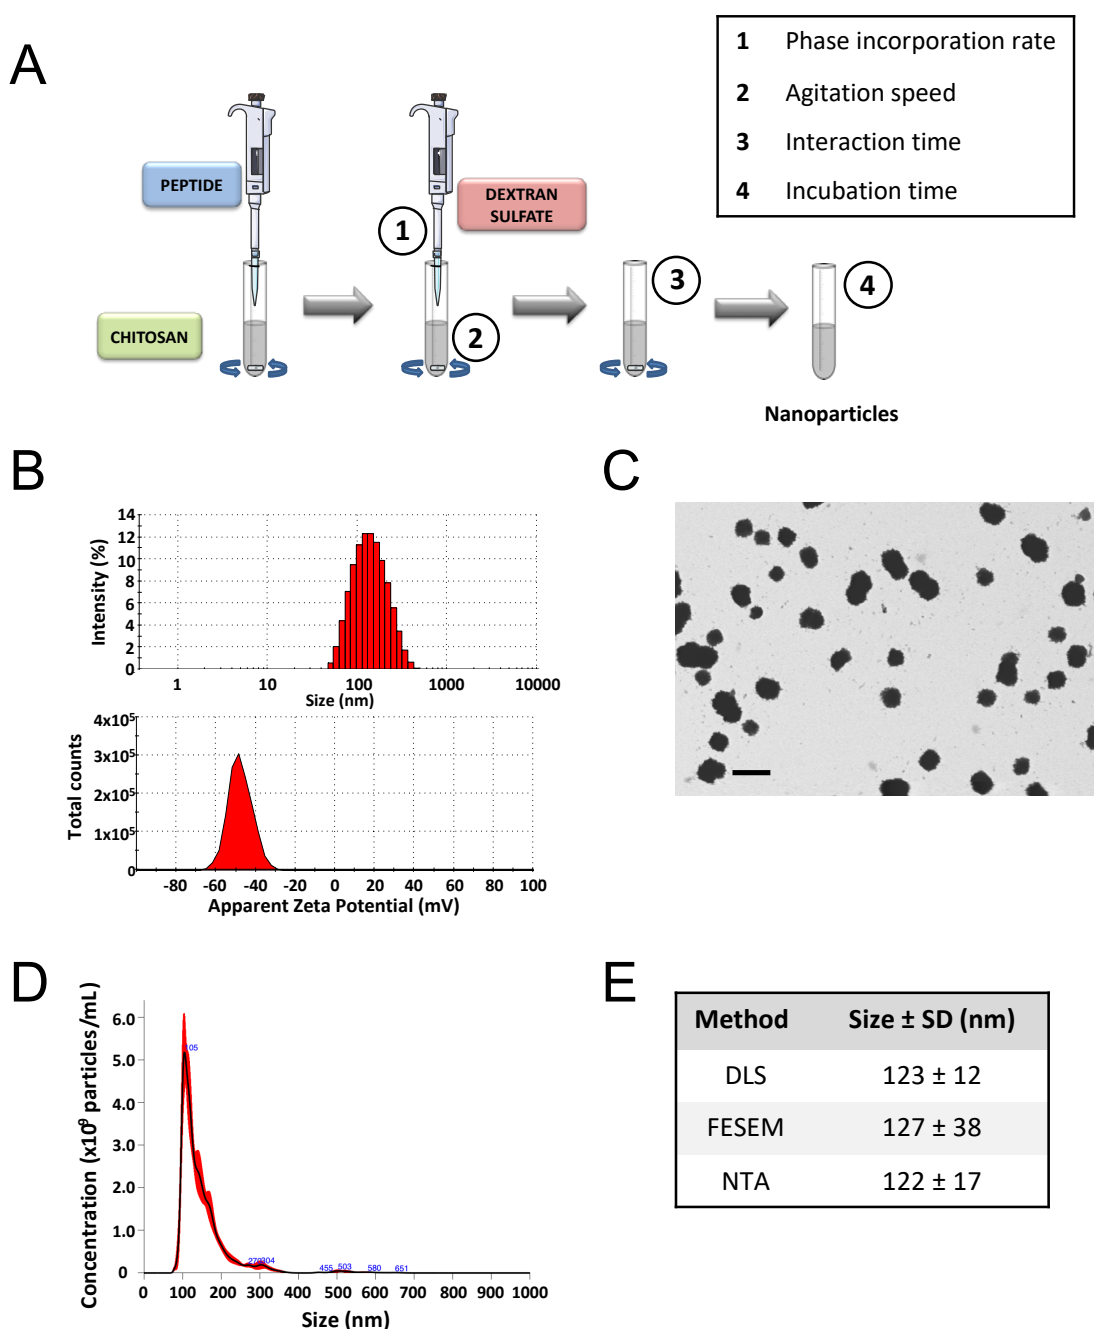 A
1 Phase incorporation rate
2 Agitation speed
3 Interaction time
4 Incubation time
PEPTIDE
DEXTRAN
SULFATE
1
3
4
2
CHITOSAN
Nanoparticles
B
14
12
10
8
6
4
2
0
Intensity (%)
1 10 100 1000 10000
Size (nm)
4x10⁵
3x10⁵
2x10⁵
1x10⁵
0
Total counts
-80 -60 -40 -20 0 20 40 60 80 100
Apparent Zeta Potential (mV)
C
D
Concentration (x10⁹ particles/mL)
6.0
5.0
4.0
3.0
2.0
1.0
0
105
304
455 503 580 651
0 100 200 300 400 500 600 700 800 900 1000
Size (nm)
E
Method Size ± SD (nm)
DLS 123 ± 12
FESEM 127 ± 38
NTA 122 ± 17